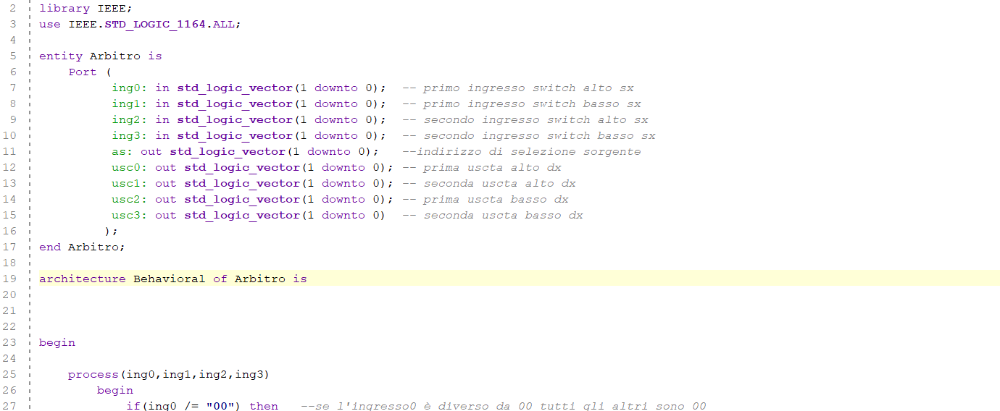 2 library IEEE;
3 use IEEE.STD_LOGIC_1164.ALL;
4
5 entity Arbitro is
6 Port (
7 ing0: in std_logic_vector(1 downto 0); -- primo ingresso switch alto sx
8 ing1: in std_logic_vector(1 downto 0); -- primo ingresso switch basso sx
9 ing2: in std_logic_vector(1 downto 0); -- secondo ingresso switch alto sx
10 ing3: in std_logic_vector(1 downto 0); -- secondo ingresso switch basso sx
11 as: out std_logic_vector(1 downto 0); --indirizzo di selezione sorgente
12 usc0: out std_logic_vector(1 downto 0); -- prima uscta alto dx
13 usc1: out std_logic_vector(1 downto 0); -- seconda uscta alto dx
14 usc2: out std_logic_vector(1 downto 0); -- prima uscta basso dx
15 usc3: out std_logic_vector(1 downto 0) -- seconda uscta basso dx
16 );
17 end Arbitro;
18
19 architecture Behavioral of Arbitro is
20
21
22
23 begin
24
25 process(ing0,ing1,ing2,ing3)
26 begin
27 if(ing0 /= "00") then --se l'ingresso0 è diverso da 00 tutti gli altri sono 00